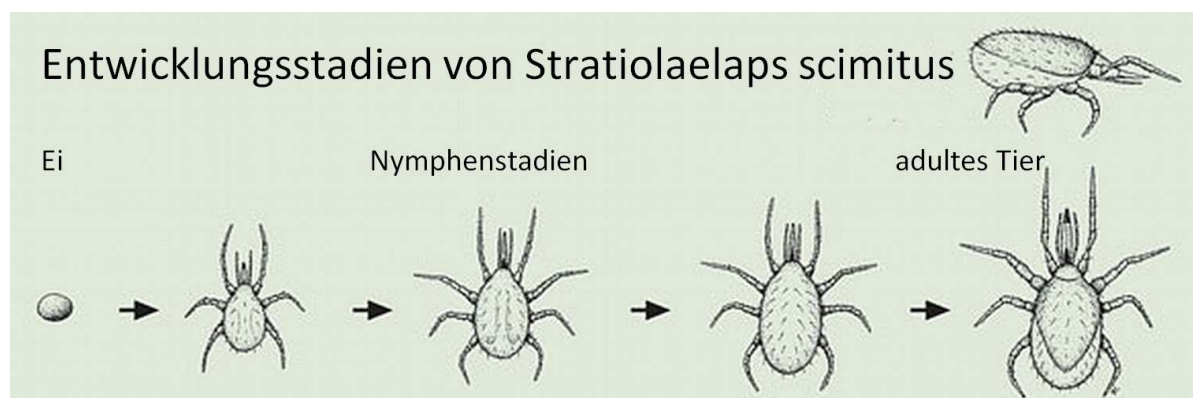 Entwicklungsstadien von Stratiolaelaps scimitus
Ei
Nymphenstadien
adultes Tier